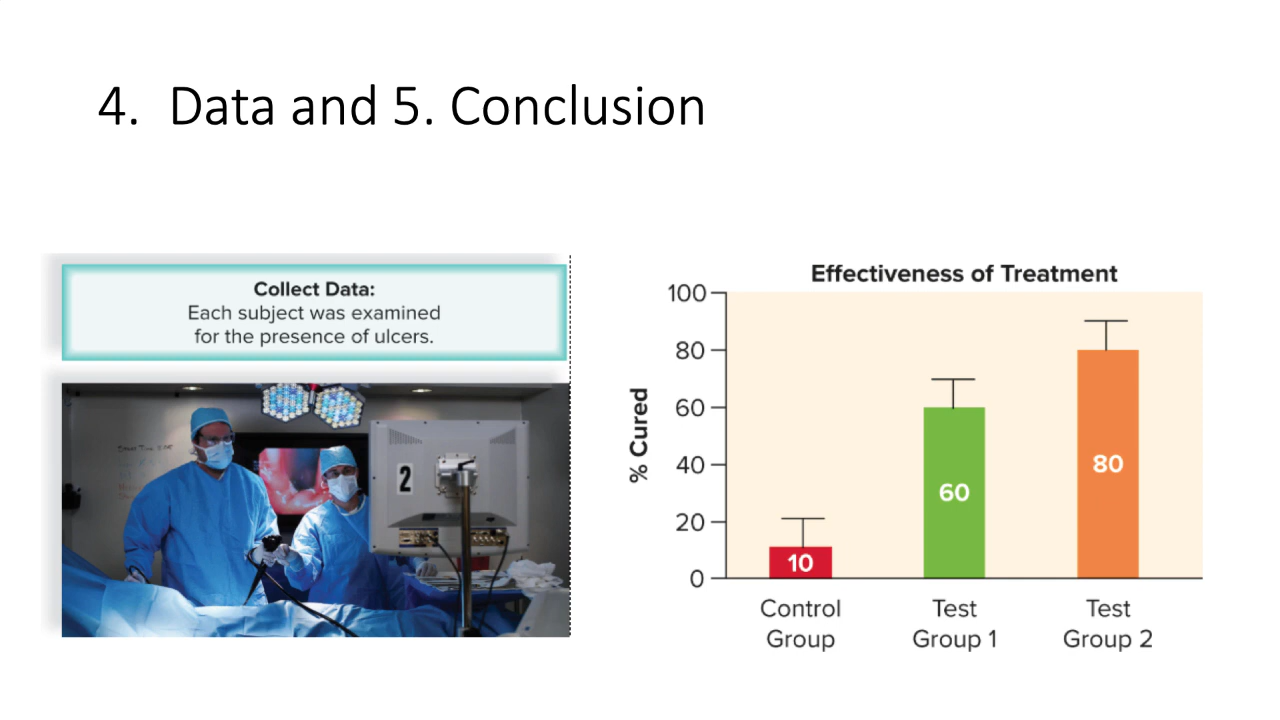 4. Data and 5. Conclusion
Collect Data:
Each subject was examined
for the presence of ulcers.
2
Effectiveness of Treatment
% Cured
100
80
60
40
20
0
10
60
80
Control
Group
Test
Group 1
Test
Group 2